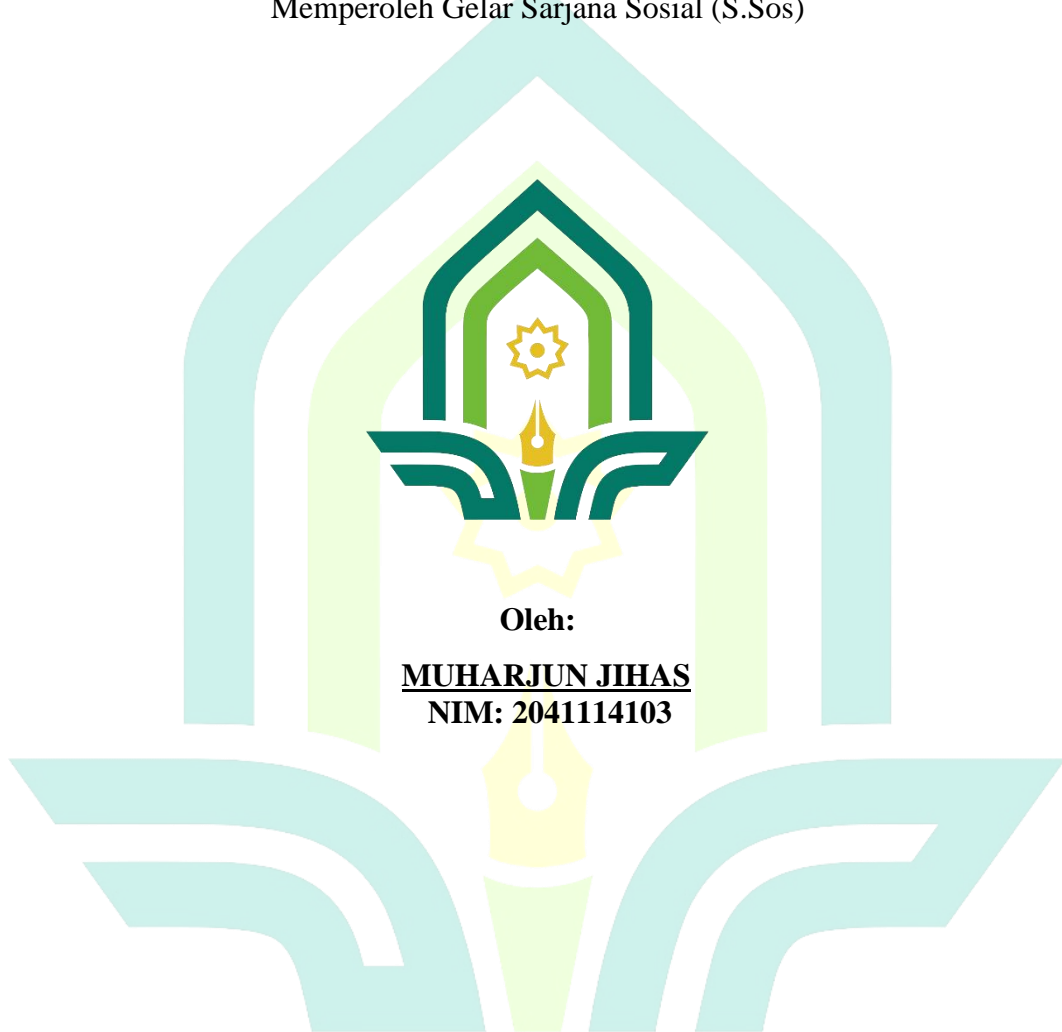 Memperoleh Gelar Sarjana Sosial (S.Sos)
Oleh:
MUHARJUN JIHAS
NIM: 2041114103